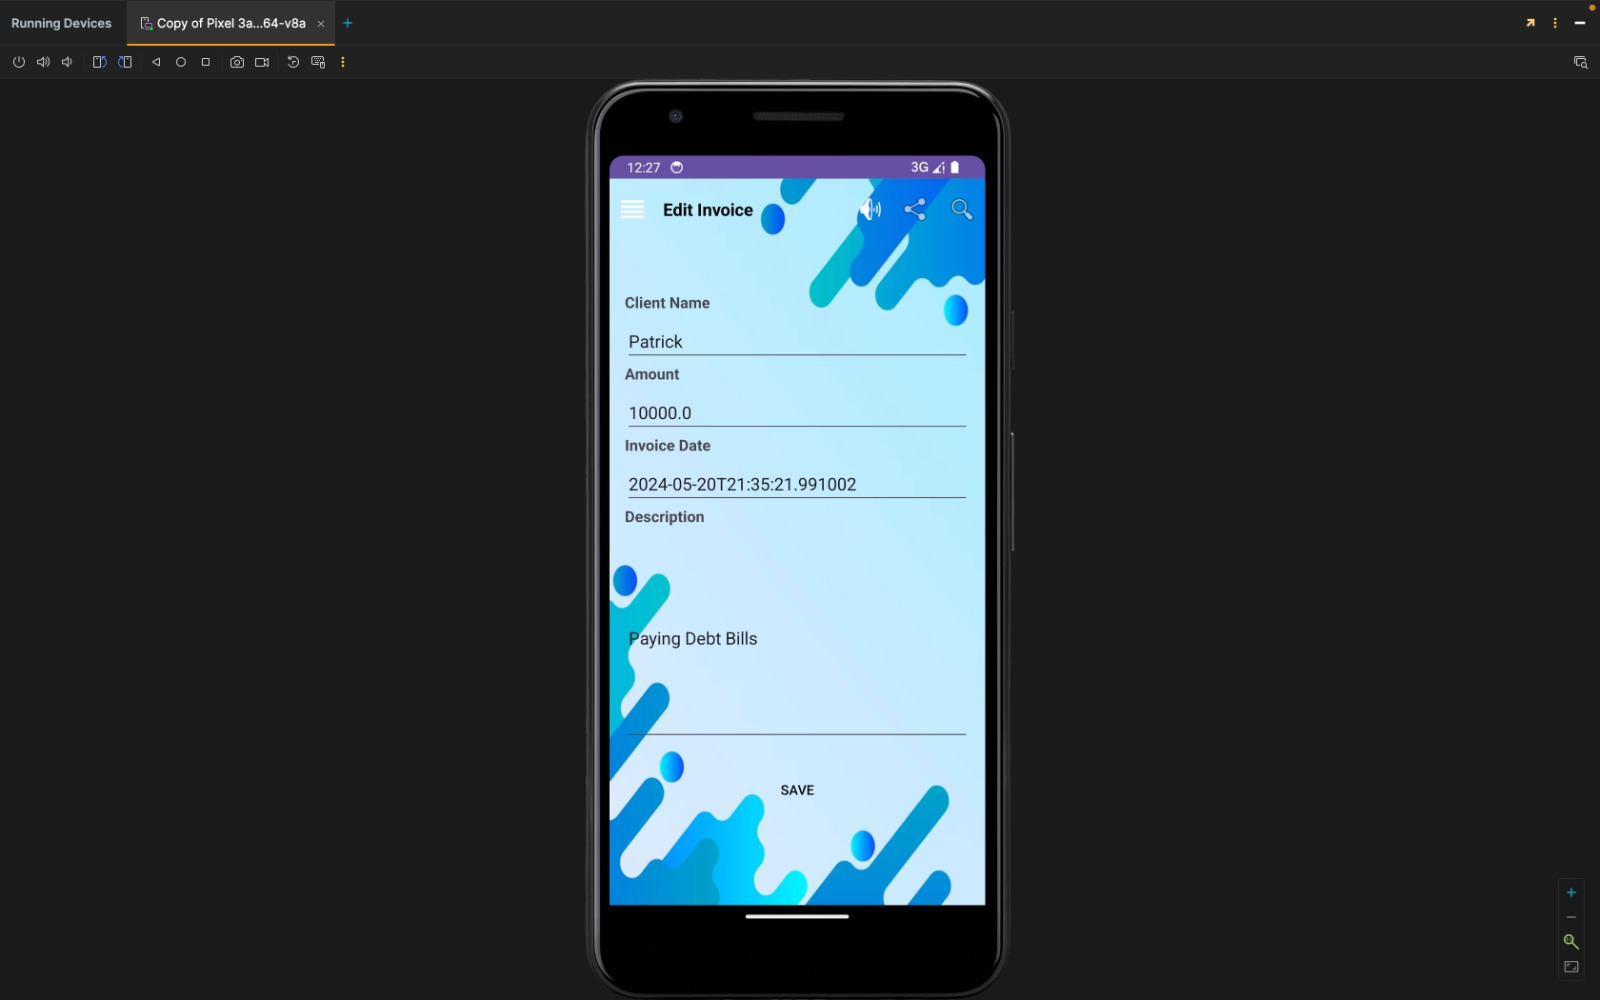 Running Devices
Copy of Pixel 3a...64-v8a
12:27
3G
Edit Invoice
Client Name
Patrick
Amount
10000.0
Invoice Date
2024-05-20T21:35:21.991002
Description
Paying Debt Bills
SAVE